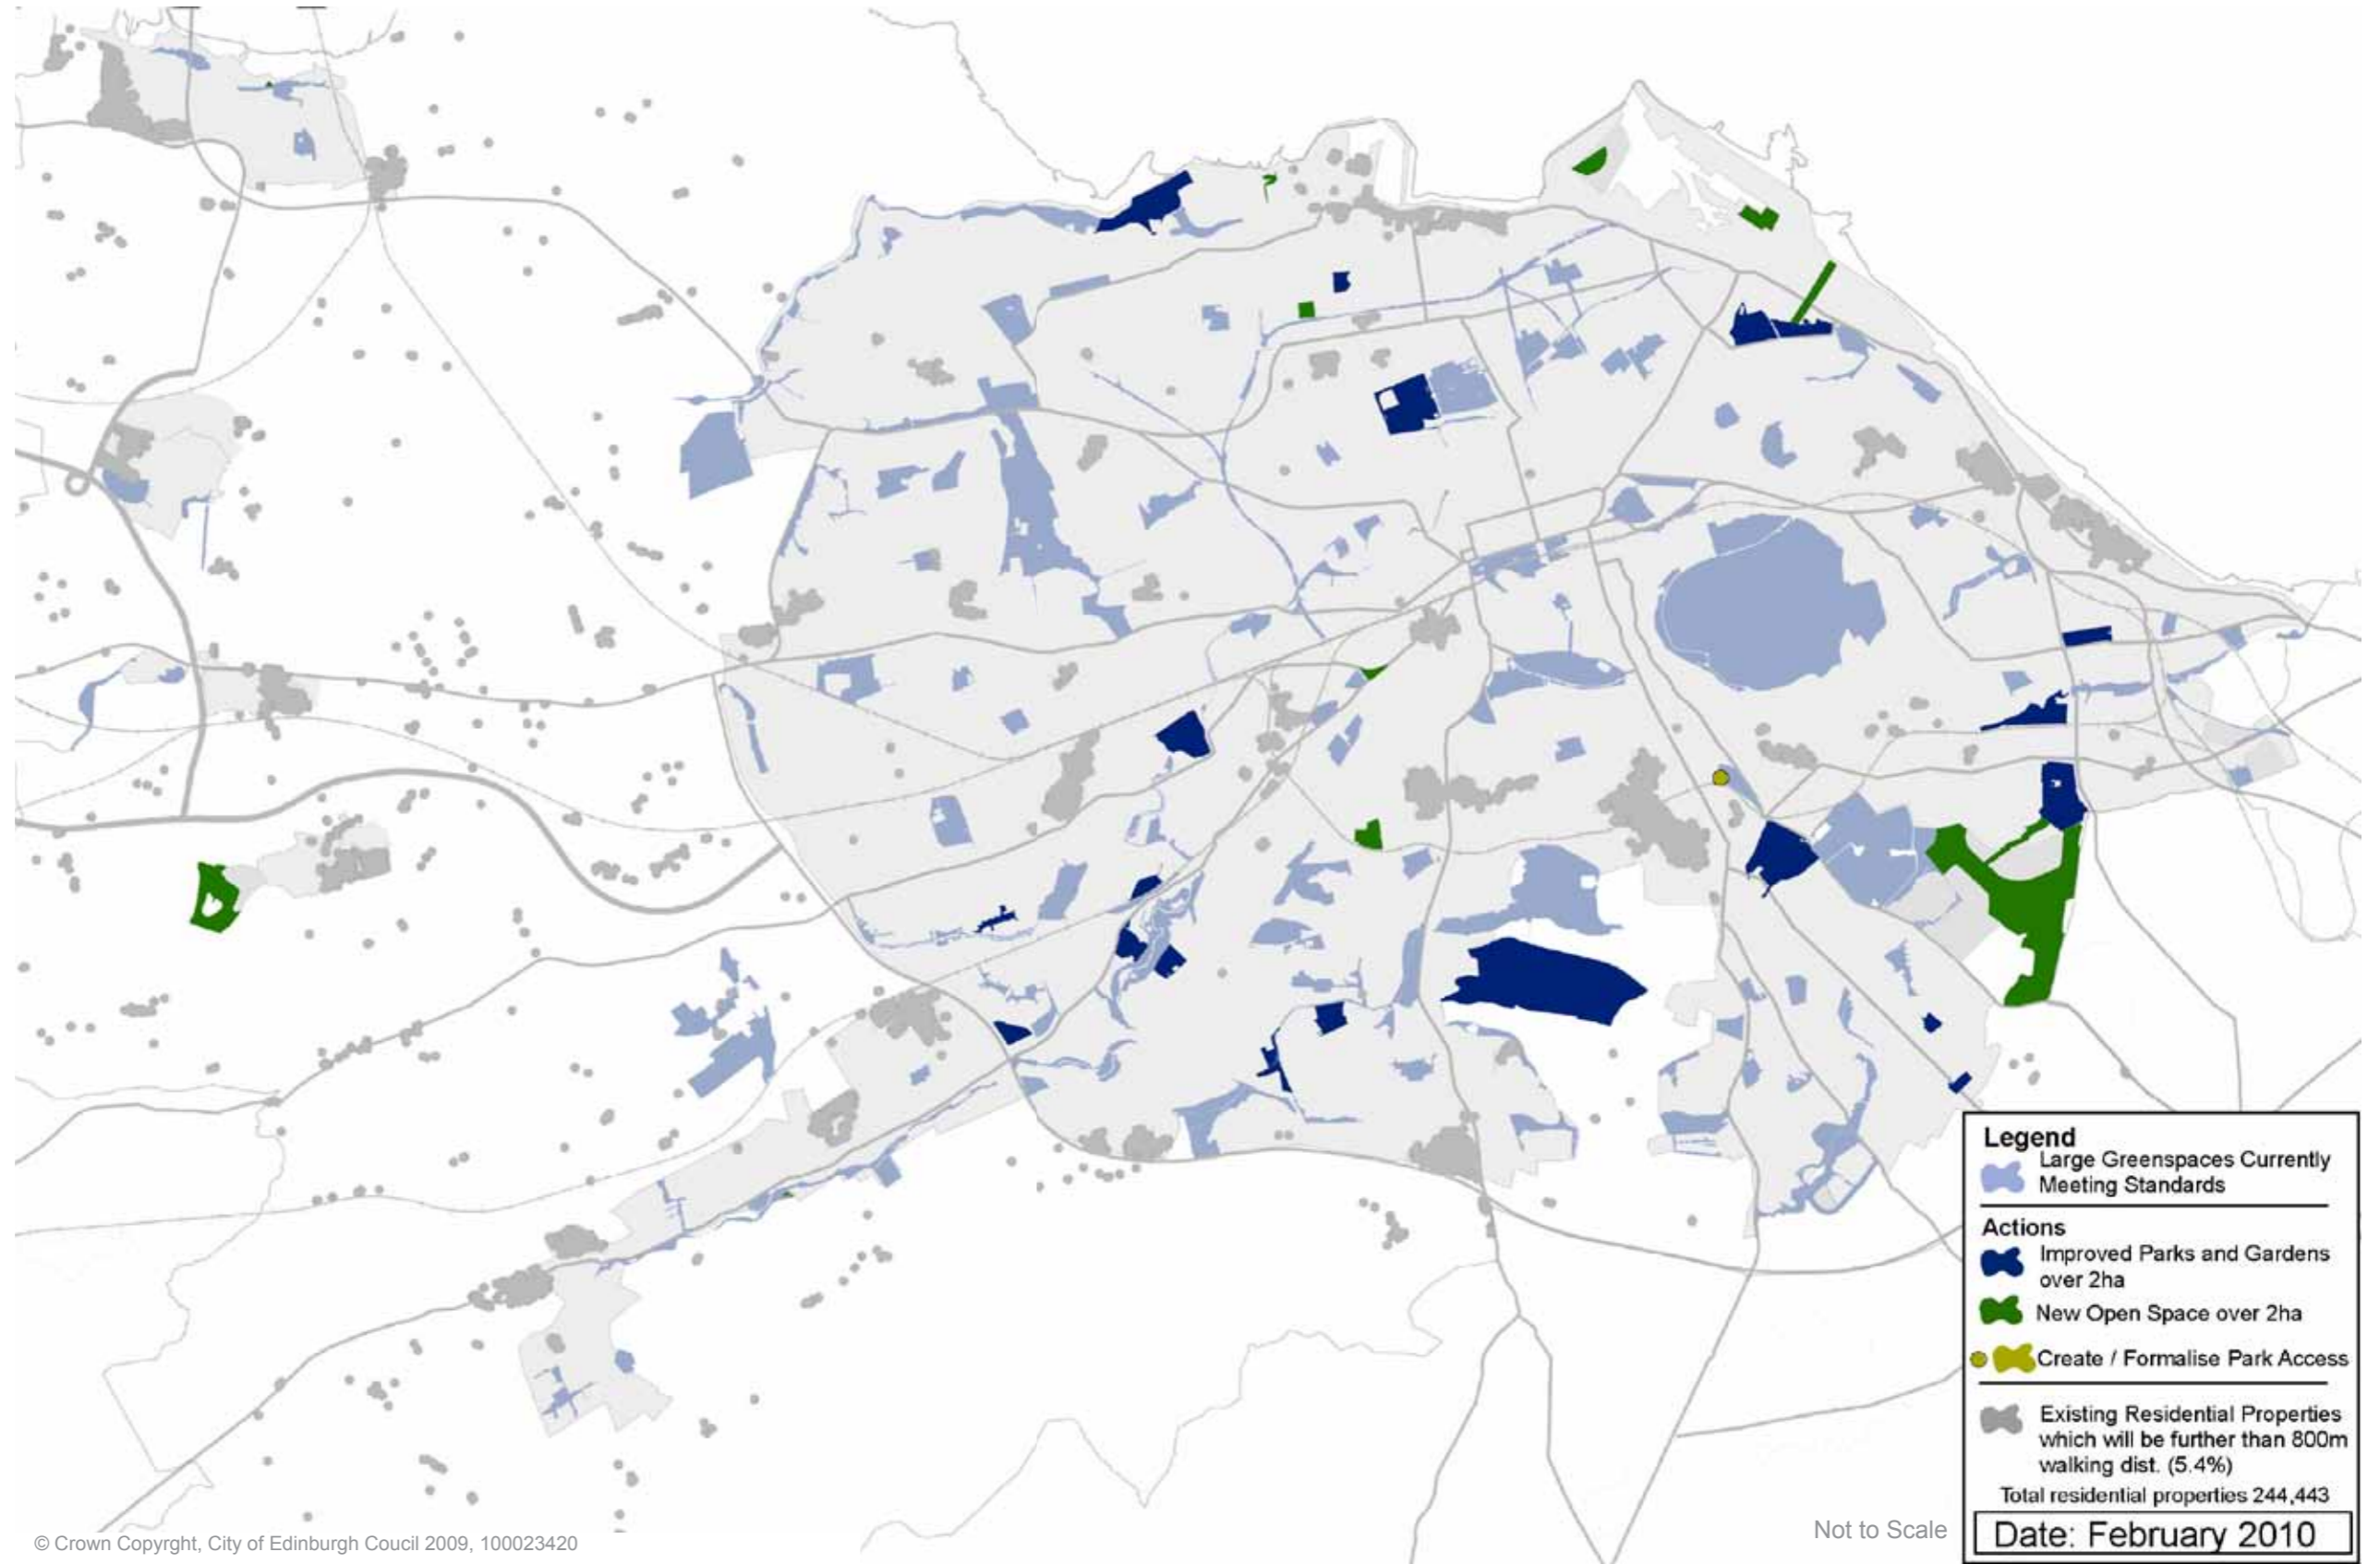 Legend
Large Greenspaces Currently
Meeting Standards
Actions
Improved Parks and Gardens
over 2ha
New Open Space over 2ha
Create / Formalise Park Access
Existing Residential Properties
which will be further than 800m
walking dist. (5.4%)
Total residential properties 244,443
Date: February 2010
Not to Scale
© Crown Copyrght, City of Edinburgh Coucil 2009, 100023420